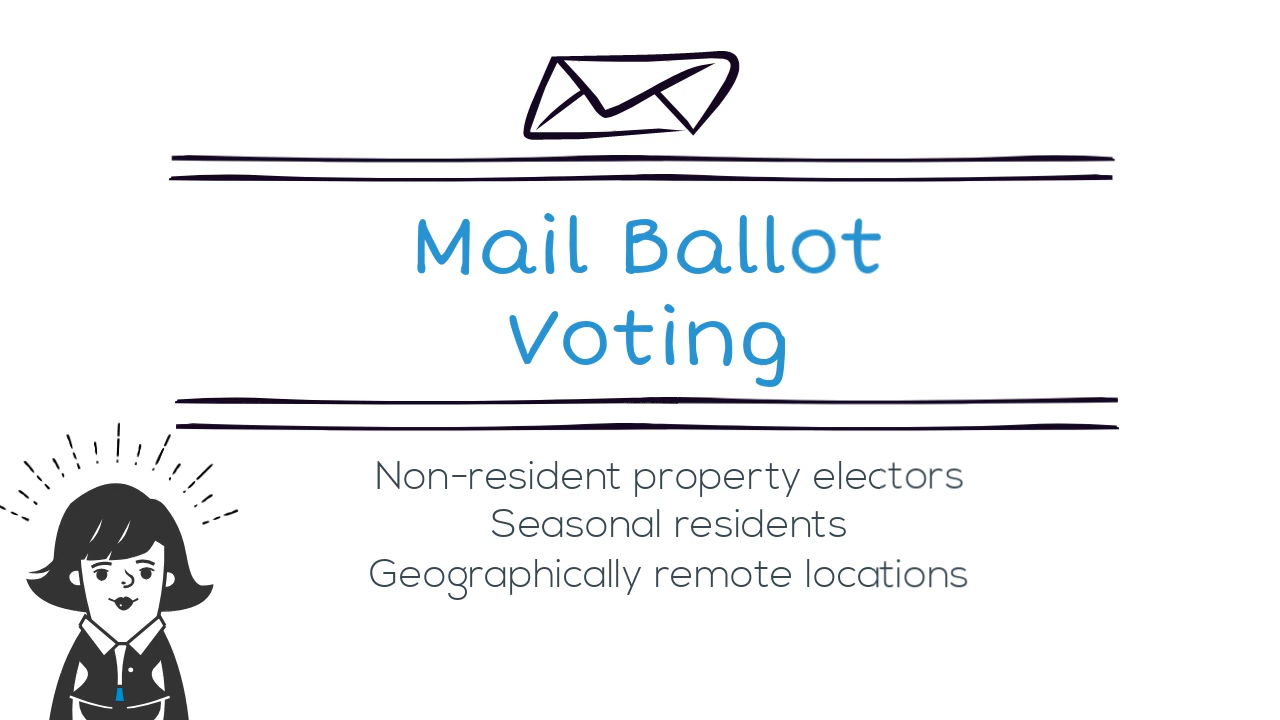 Mail Ballot
Voting
Non-resident property electors
Seasonal residents
Geographically remote locations